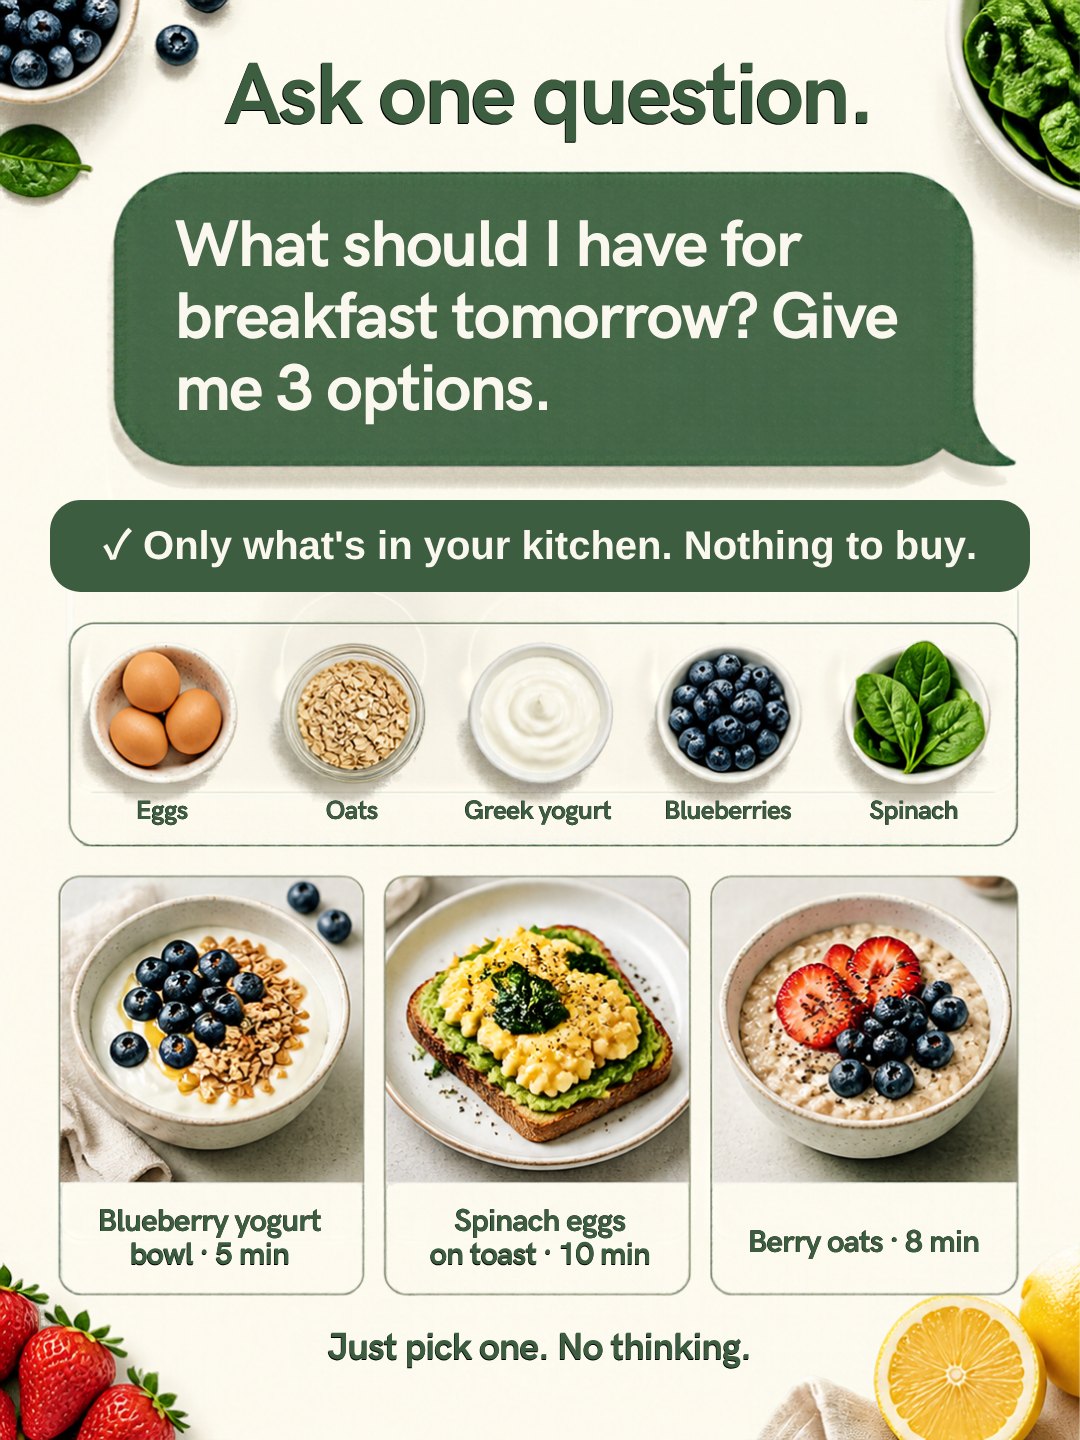 Ask one question.
What should I have for
breakfast tomorrow? Give
me 3 options.
✓ Only what's in your kitchen. Nothing to buy.
Eggs
Oats
Greek yogurt
Blueberries
Spinach
Blueberry yogurt
bowl · 5 min
Spinach eggs
on toast · 10 min
Berry oats · 8 min
Just pick one. No thinking.